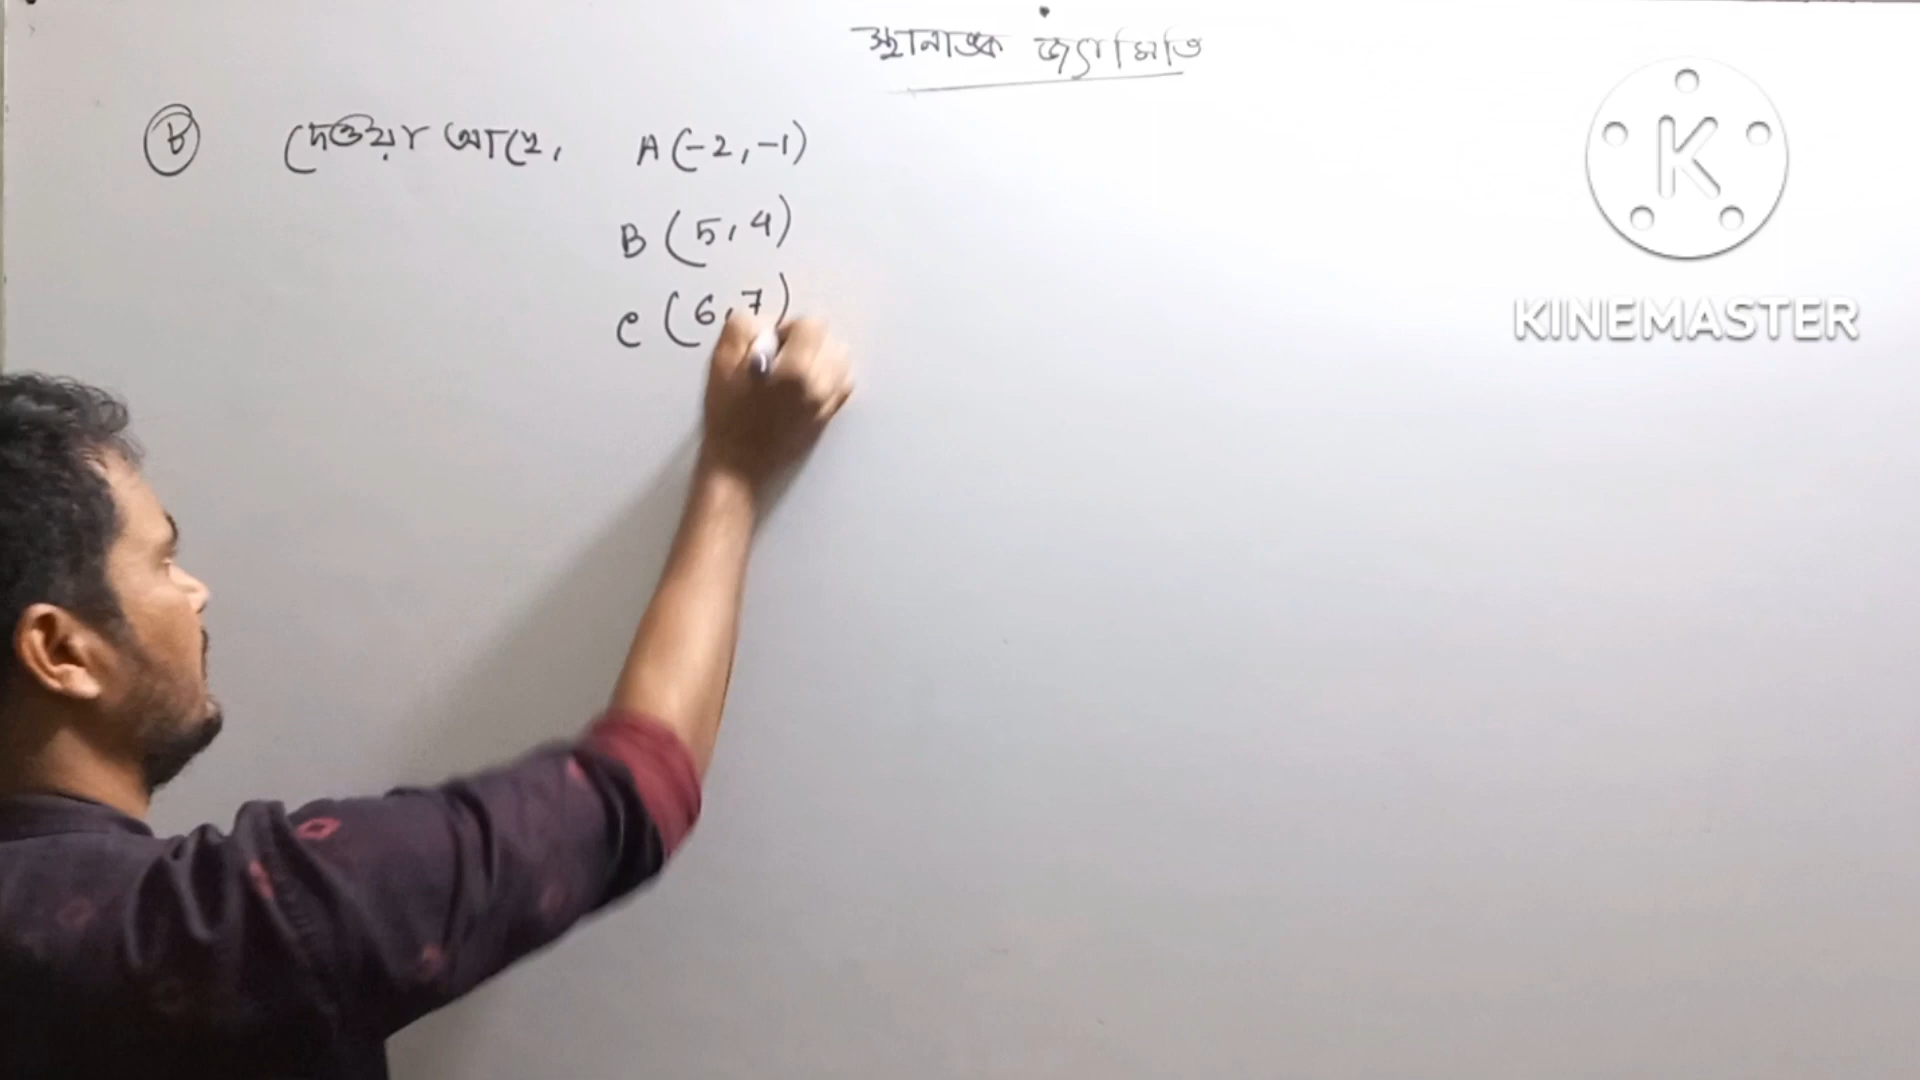 স্থানাঙ্ক জ্যামিতি
B দেওয়া আছে, A (-2, -1)
B (5, 4)
C (6, 7)
K
KINEMASTER